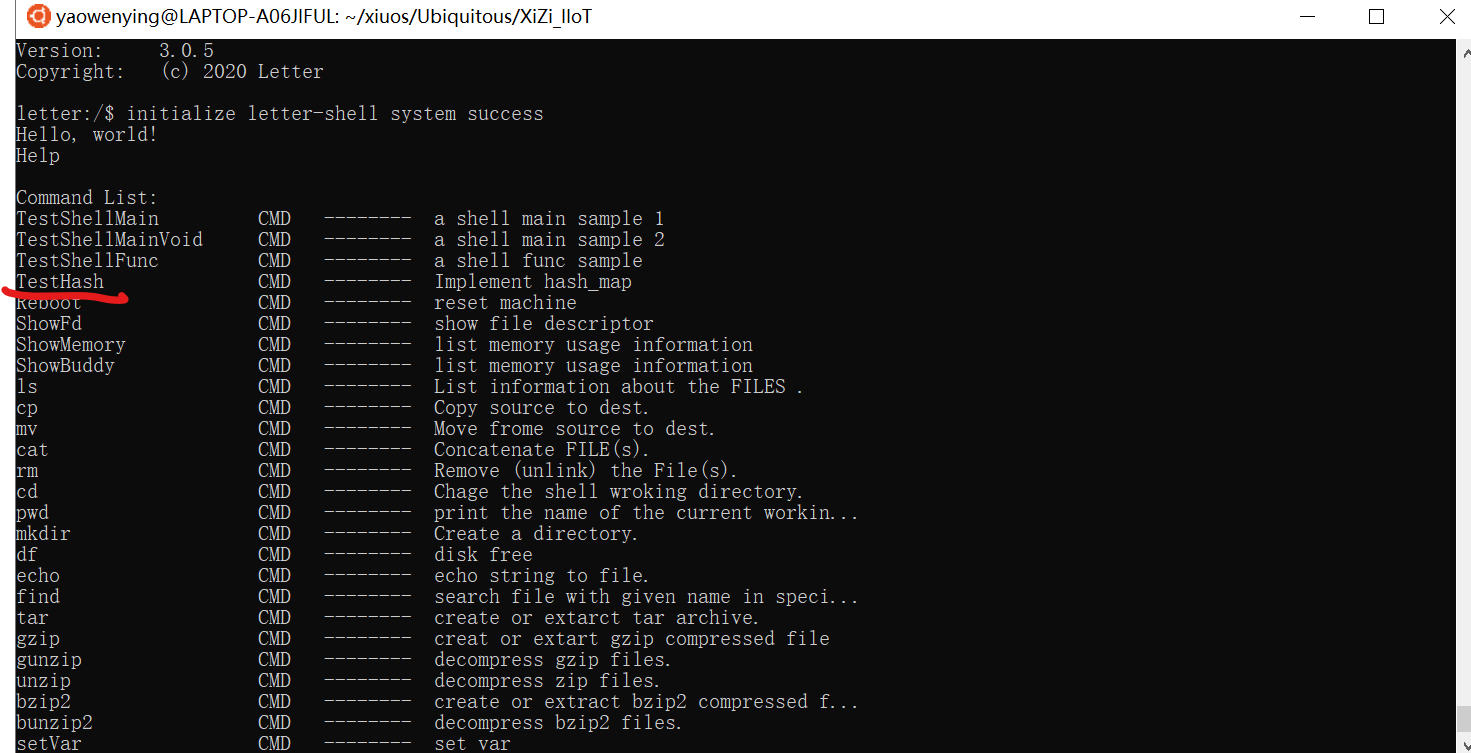 yaowenying@LAPTOP-A06JIFUL: ~/xiuos/Ubiquitous/XiZi_IIoT
Version: 3.0.5
Copyright: (c) 2020 Letter
letter:/$ initialize letter-shell system success
Hello, world!
Help
Command List:
TestShellMain CMD -------- a shell main sample 1
TestShellMainVoid CMD -------- a shell main sample 2
TestShellFunc CMD -------- a shell func sample
TestHash CMD -------- Implement hash_map
Reboot CMD -------- reset machine
ShowFd CMD -------- show file descriptor
ShowMemory CMD -------- list memory usage information
ShowBuddy CMD -------- list memory usage information
ls CMD -------- List information about the FILES .
cp CMD -------- Copy source to dest.
mv CMD -------- Move frome source to dest.
cat CMD -------- Concatenate FILE(s).
rm CMD -------- Remove (unlink) the File(s).
cd CMD -------- Chage the shell wroking directory.
pwd CMD -------- print the name of the current workin...
mkdir CMD -------- Create a directory.
df CMD -------- disk free
echo CMD -------- echo string to file.
find CMD -------- search file with given name in speci...
tar CMD -------- create or extarct tar archive.
gzip CMD -------- creat or extart gzip compressed file
gunzip CMD -------- decompress gzip files.
unzip CMD -------- decompress zip files.
bzip2 CMD -------- create or extract bzip2 compressed f...
bunzip2 CMD -------- decompress bzip2 files.
setVar CMD -------- set var